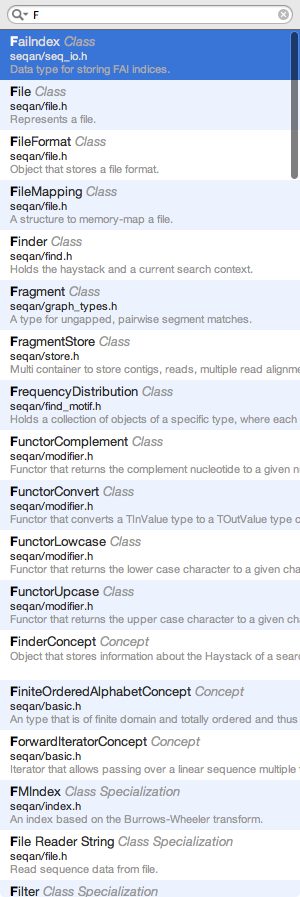 F
FaiIndex Class
seqan/seq_io.h
Data type for storing FAI indices.
File Class
seqan/file.h
Represents a file.
FileFormat Class
seqan/file.h
Object that stores a file format.
FileMapping Class
seqan/file.h
A structure to memory-map a file.
Finder Class
seqan/find.h
Holds the haystack and a current search context.
Fragment Class
seqan/graph_types.h
A type for ungapped, pairwise segment matches.
FragmentStore Class
seqan/store.h
Multi container to store contigs, reads, multiple read
FrequencyDistribution Class
seqan/find_motif.h
Holds a collection of objects of a specific type, where each
FunctorComplement Class
seqan/modifier.h
Functor that returns the complement nucleotide to a given
FunctorConvert Class
seqan/modifier.h
Functor that converts a TInValue type to a TOutValue type
FunctorLowcase Class
seqan/modifier.h
Functor that returns the lower case character to a given
FunctorUpcase Class
seqan/modifier.h
Functor that returns the upper case character to a given
FinderConcept Concept
Object that stores information about the Haystack of a
FiniteOrderedAlphabetConcept Concept
seqan/basic.h
An type that is of finite domain and totally ordered and thus
ForwardIteratorConcept Concept
seqan/basic.h
Iterator that allows passing over a linear sequence multiple
FMIndex Class Specialization
seqan/index.h
An index based on the Burrows-Wheeler transform.
File Reader String Class Specialization
seqan/file.h
Read sequence data from file.
Filter Class Specialization